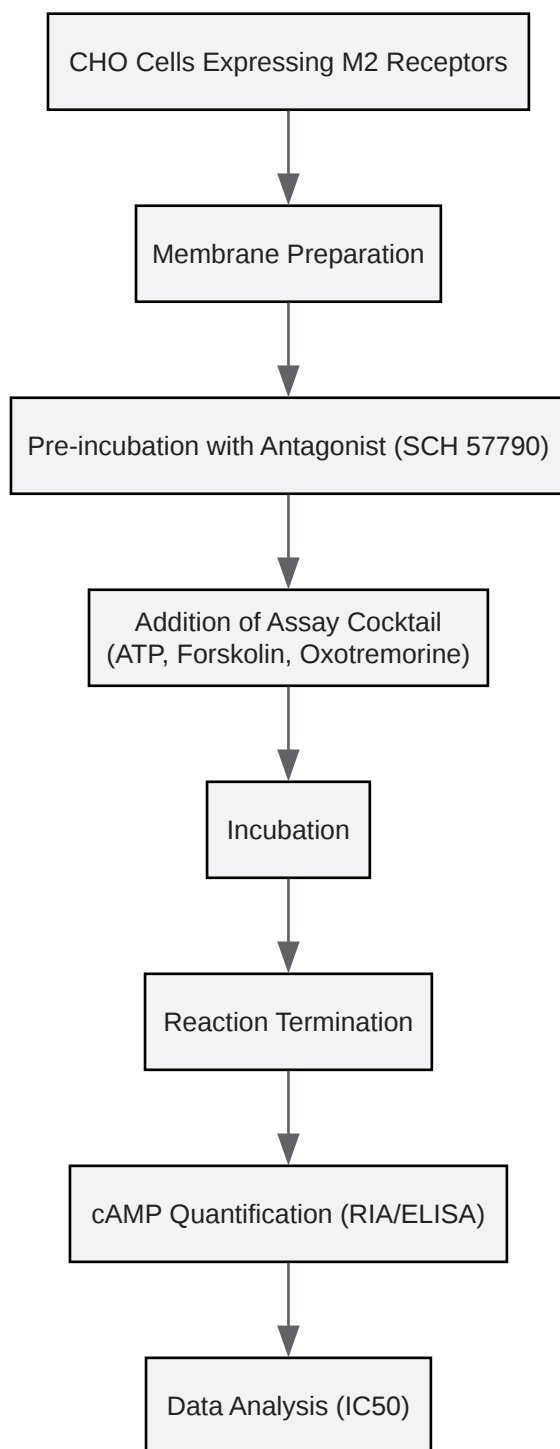 CHO Cells Expressing M2 Receptors
Membrane Preparation
Pre-incubation with Antagonist (SCH 57790)
Addition of Assay Cocktail
(ATP, Forskolin, Oxotremorine)
Incubation
Reaction Termination
cAMP Quantification (RIA/ELISA)
Data Analysis (IC50)